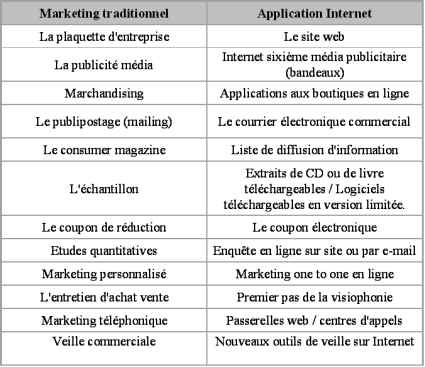 Marketing traditionnel Application Internet
La plaquette d'entreprise Le site web
La publicité média Internet sixième média publicitaire
(bandeaux)
Marchandising Applications aux boutiques en ligne
Le publipostage (mailing) Le courrier électronique commercial
Le consumer magazine Liste de diffusion d'information
L'échantillon Extraits de CD ou de livre
téléchargeables / Logiciels
téléchargeables en version limitée.
Le coupon de réduction Le coupon électronique
Etudes quantitatives Enquête en ligne sur site ou par e-mail
Marketing personnalisé Marketing one to one en ligne
L'entretien d'achat vente Premier pas de la visiophonie
Marketing téléphonique Passerelles web / centres d'appels
Veille commerciale Nouveaux outils de veille sur Internet